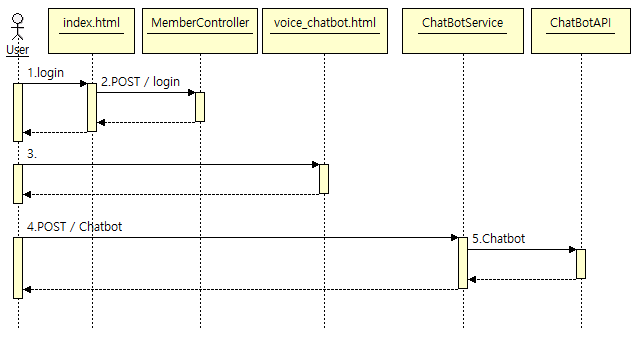 index.html
MemberController
voice_chatbot.html
ChatBotService
ChatBotAPI
User
1.login
2.POST / login
3.
4.POST / Chatbot
5.Chatbot